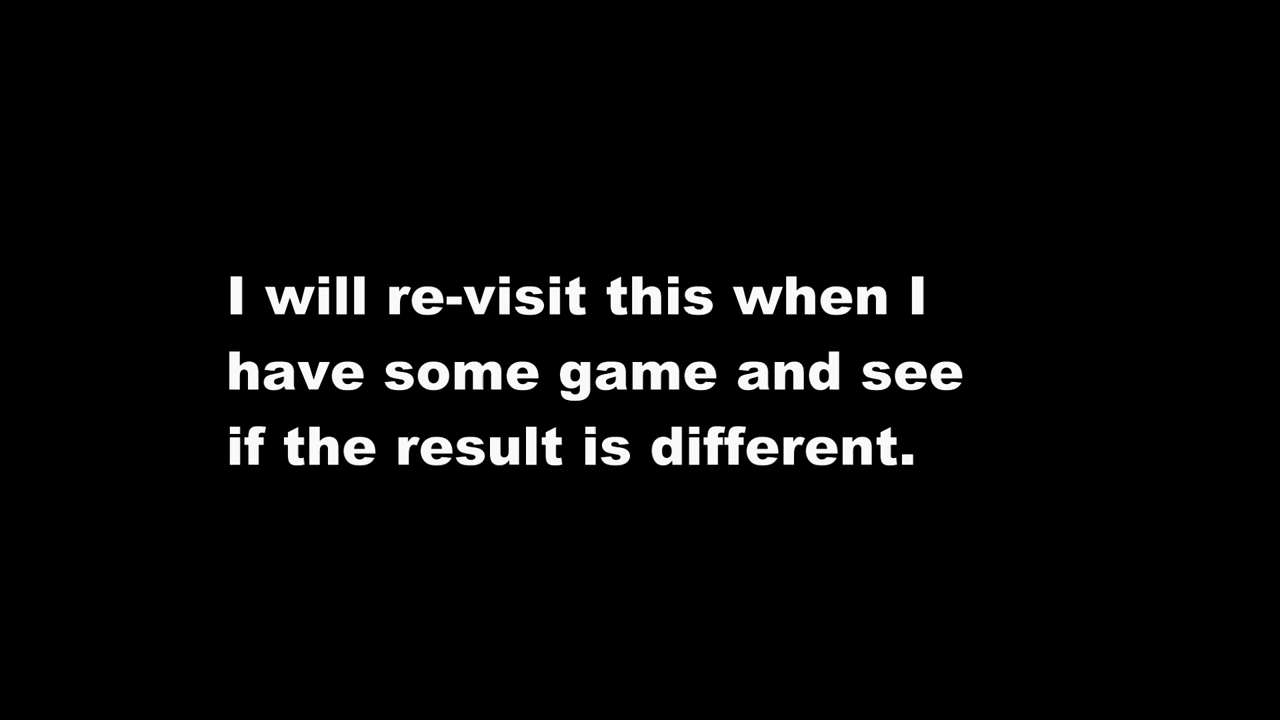 I will re-visit this when I
have some game and see
if the result is different.